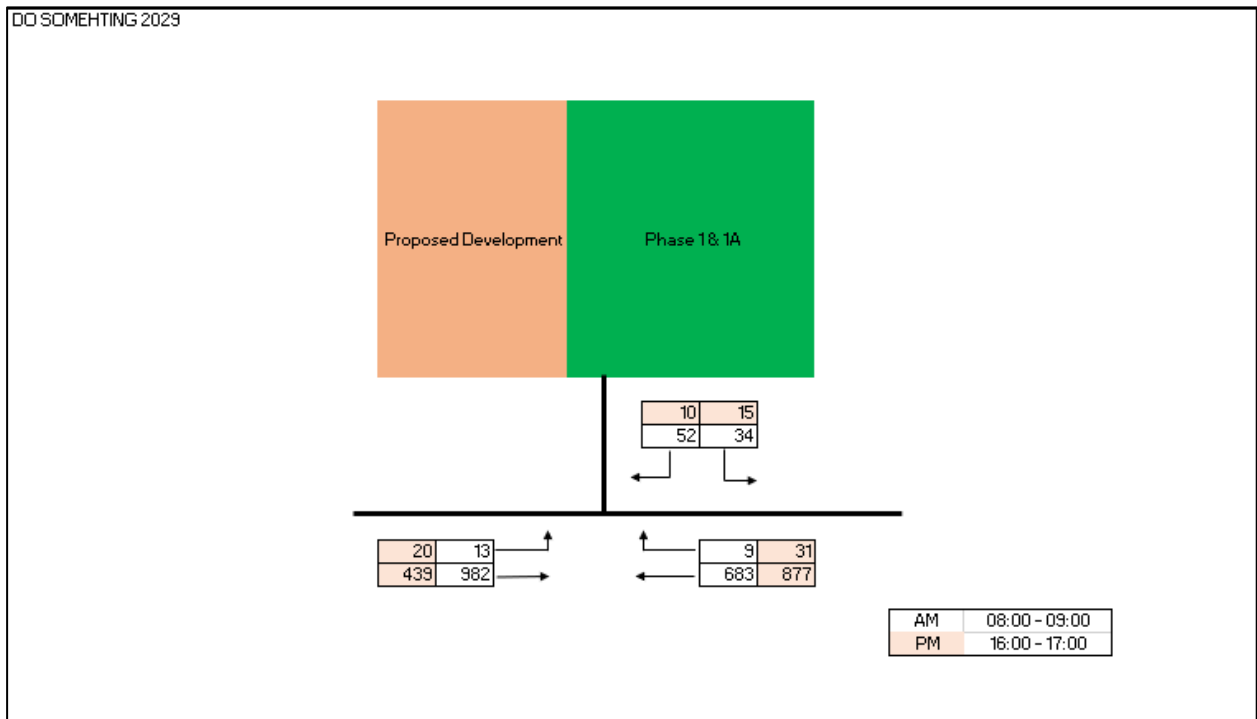 DO SOMEHTING 2029
Proposed Development
Phase 1 & 1A
10 15
52 34
20 13
439 982
9 31
683 877
AM 08:00 - 09:00
PM 16:00 - 17:00